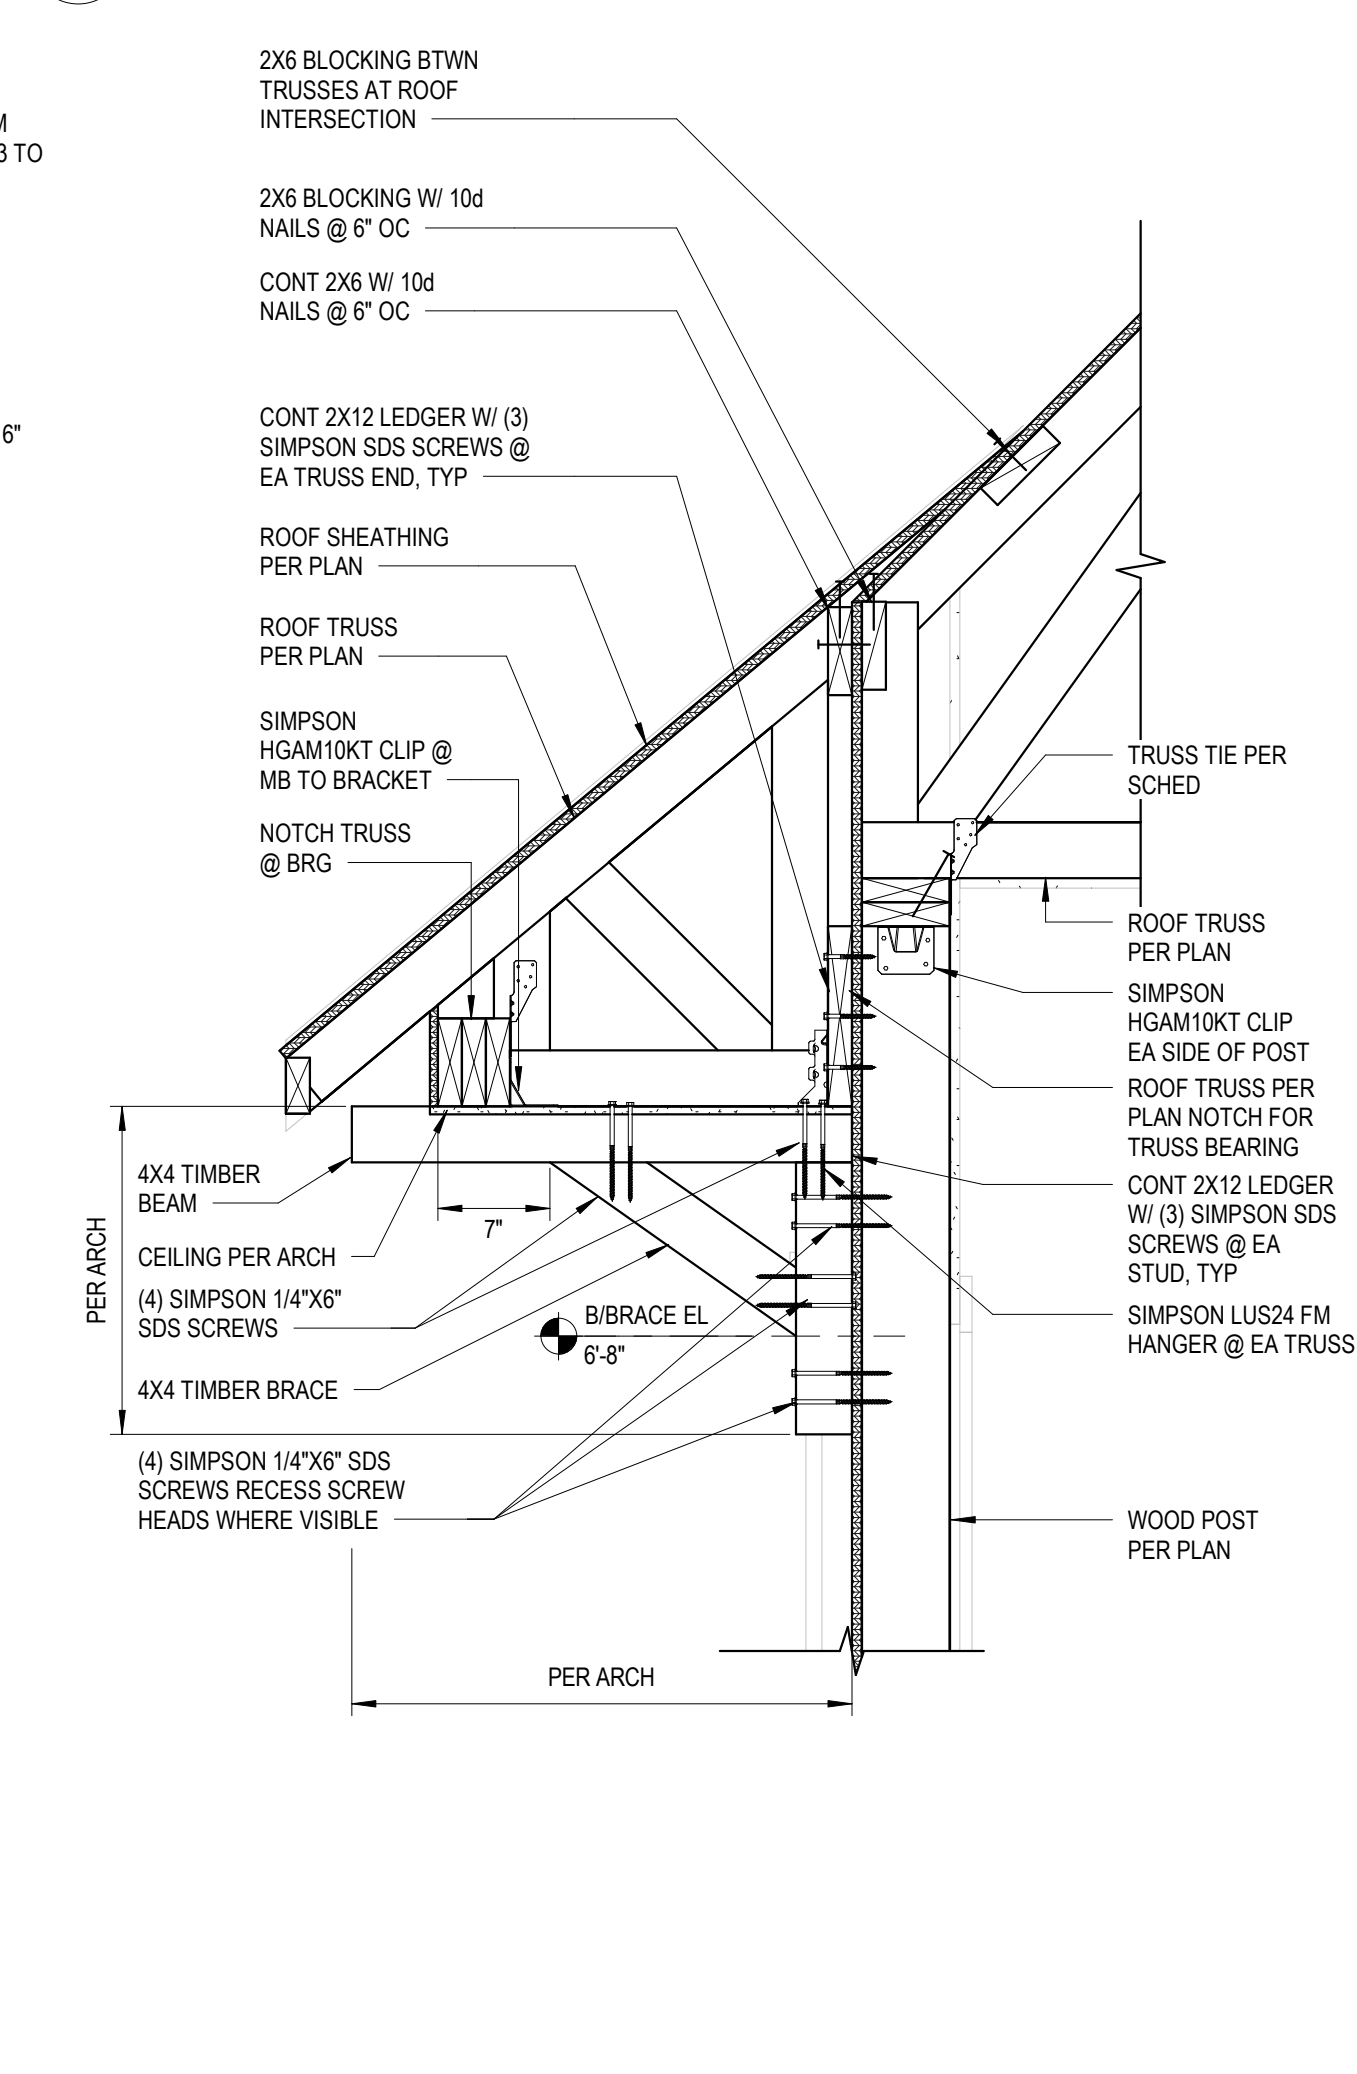 M
3 TO
6"
2X6 BLOCKING BTWN
TRUSSES AT ROOF
INTERSECTION
2X6 BLOCKING W/ 10d
NAILS @ 6" OC
CONT 2X6 W/ 10d
NAILS @ 6" OC
CONT 2X12 LEDGER W/ (3)
SIMPSON SDS SCREWS @
EA TRUSS END, TYP
ROOF SHEATHING
PER PLAN
ROOF TRUSS
PER PLAN
SIMPSON
HGAM10KT CLIP @
MB TO BRACKET
NOTCH TRUSS
@ BRG
4X4 TIMBER
BEAM
7"
CEILING PER ARCH
(4) SIMPSON 1/4"X6"
SDS SCREWS
4X4 TIMBER BRACE
(4) SIMPSON 1/4"X6" SDS
SCREWS RECESS SCREW
HEADS WHERE VISIBLE
PER ARCH
B/BRACE EL
6'-8"
PER ARCH
TRUSS TIE PER
SCHED
ROOF TRUSS
PER PLAN
SIMPSON
HGAM10KT CLIP
EA SIDE OF POST
ROOF TRUSS PER
PLAN NOTCH FOR
TRUSS BEARING
CONT 2X12 LEDGER
W/ (3) SIMPSON SDS
SCREWS @ EA
STUD, TYP
SIMPSON LUS24 FM
HANGER @ EA TRUSS
WOOD POST
PER PLAN